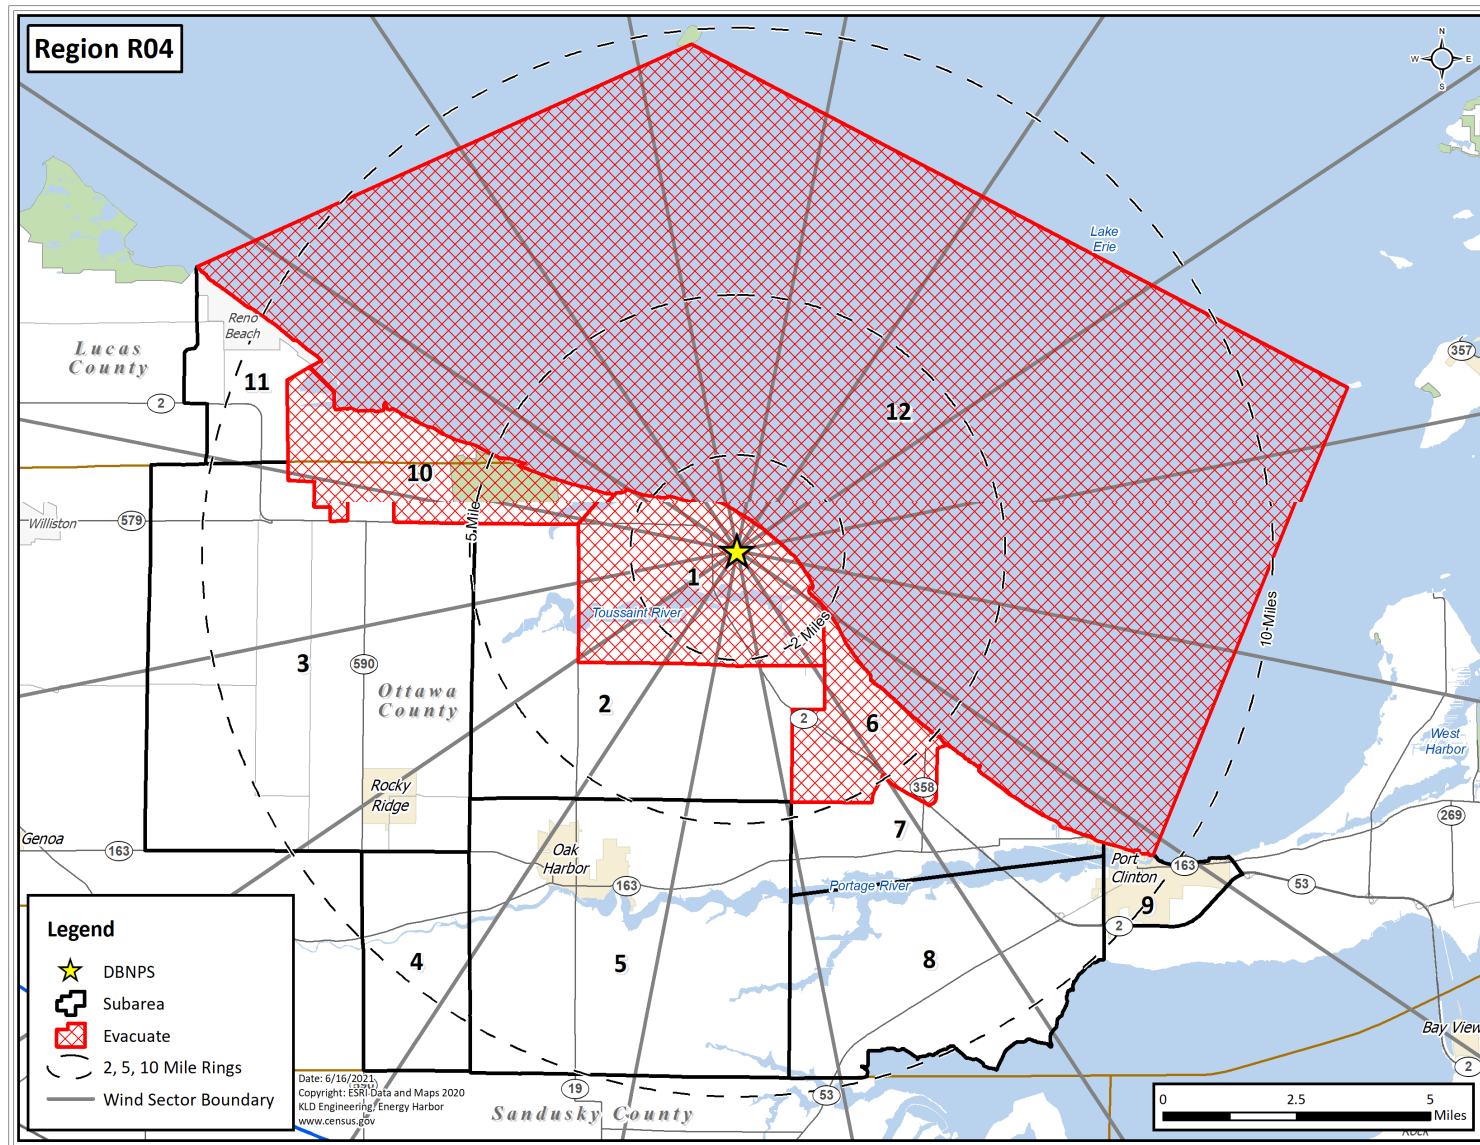 Region R04
N
W E
S
Lake
Erie
Reno
Beach
Lucas
County
357
11
12
2
10
Williston
579
5 Mile
1
Toussaint River
2 Miles
10 Miles
3
590
Ottawa
County
2
2
6
West
Harbor
Rocky
Ridge
358
269
7
Genoa
163
Oak
Harbor
Port
Clinton
163
53
163
Portage River
9
2
Legend
DBNPS
Subarea
Evacuate
2, 5, 10 Mile Rings
Wind Sector Boundary
4
5
8
Bay View
2
Date: 6/16/2021
Copyright: ESRI Data and Maps 2020
KLD Engineering, Energy Harbor
www.census.gov
590
19
53
Sandusky County
0 2.5 5
Miles
Rock